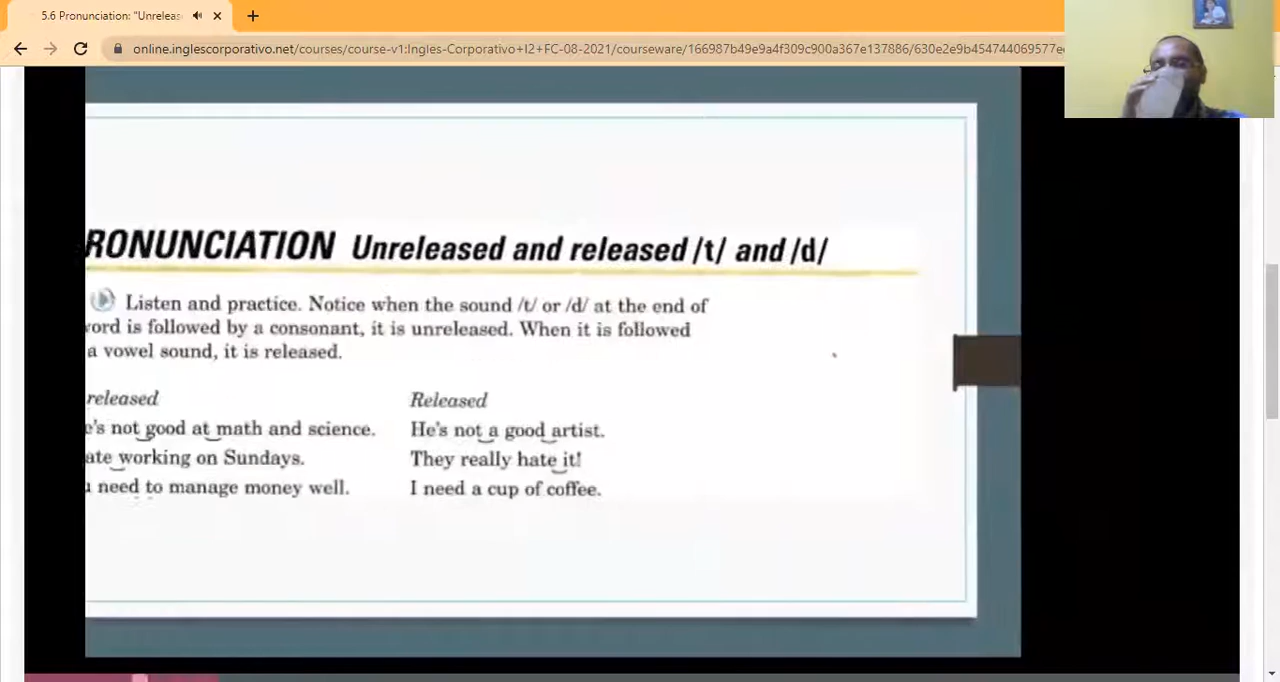 5.6 Pronunciation: "Unreleas
online.inglescorporativo.net/courses/course-v1:Ingles-Corporativo+I2+FC-08-2021/courseware/166987b49e9a4f309c900a367e137886/630e2e9b454744069577e
RONUNCIATION Unreleased and released /t/ and /d/
Listen and practice. Notice when the sound /t/ or /d/ at the end of
word is followed by a consonant, it is unreleased. When it is followed
a vowel sound, it is released.
released
e's not good at math and science.
ate working on Sundays.
u need to manage money well.
Released
He's not a good artist.
They really hate it!
I need a cup of coffee.